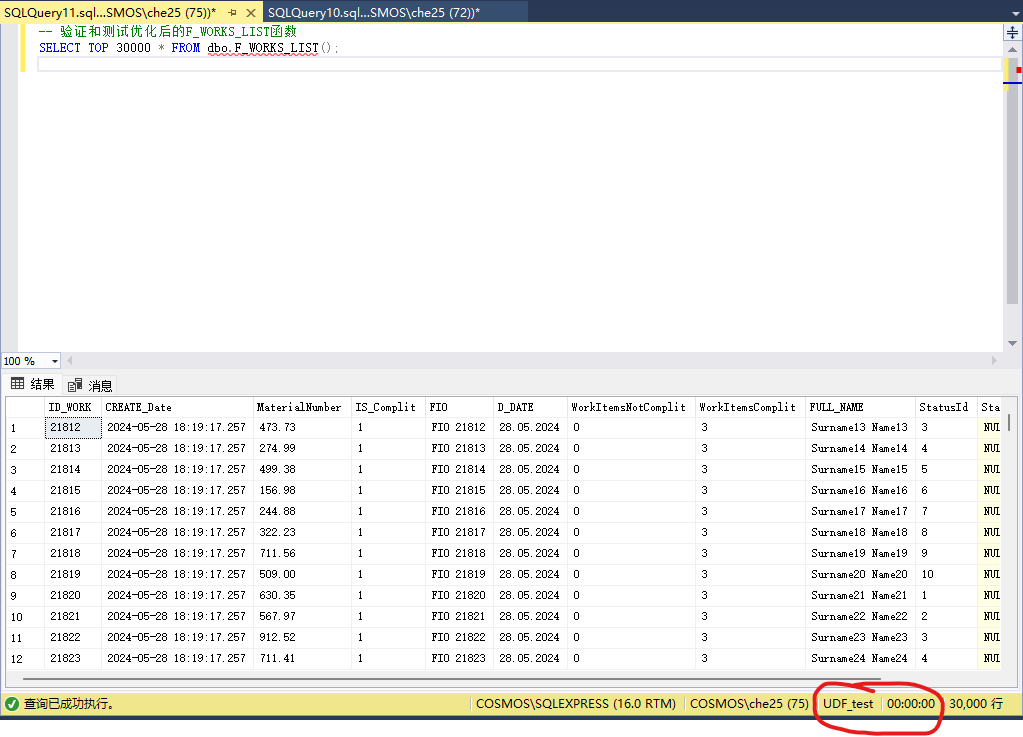 SQLQuery11.sql...SMOS\che25 (75))* SQLQuery10.sql...SMOS\che25 (72))*
-- 验证和测试优化后的F_WORKS_LIST函数
SELECT TOP 30000 * FROM dbo.F_WORKS_LIST();
100 %
结果 消息
ID_WORK CREATE_Date MaterialNumber IS_Complit FIO D_DATE WorkItemsNotComplit WorkItemsComplit FULL_NAME StatusId Sta
1 21812 2024-05-28 18:19:17.257 473.73 1 FIO 21812 28.05.2024 0 3 Surname13 Name13 3 NUL
2 21813 2024-05-28 18:19:17.257 274.99 1 FIO 21813 28.05.2024 0 3 Surname14 Name14 4 NUL
3 21814 2024-05-28 18:19:17.257 499.38 1 FIO 21814 28.05.2024 0 3 Surname15 Name15 5 NUL
4 21815 2024-05-28 18:19:17.257 156.98 1 FIO 21815 28.05.2024 0 3 Surname16 Name16 6 NUL
5 21816 2024-05-28 18:19:17.257 244.88 1 FIO 21816 28.05.2024 0 3 Surname17 Name17 7 NUL
6 21817 2024-05-28 18:19:17.257 322.23 1 FIO 21817 28.05.2024 0 3 Surname18 Name18 8 NUL
7 21818 2024-05-28 18:19:17.257 711.56 1 FIO 21818 28.05.2024 0 3 Surname19 Name19 9 NUL
8 21819 2024-05-28 18:19:17.257 509.00 1 FIO 21819 28.05.2024 0 3 Surname20 Name20 10 NUL
9 21820 2024-05-28 18:19:17.257 630.35 1 FIO 21820 28.05.2024 0 3 Surname21 Name21 1 NUL
10 21821 2024-05-28 18:19:17.257 567.97 1 FIO 21821 28.05.2024 0 3 Surname22 Name22 2 NUL
11 21822 2024-05-28 18:19:17.257 912.52 1 FIO 21822 28.05.2024 0 3 Surname23 Name23 3 NUL
12 21823 2024-05-28 18:19:17.257 711.41 1 FIO 21823 28.05.2024 0 3 Surname24 Name24 4 NUL
查询已成功执行。 COSMOS\SQLEXPRESS (16.0 RTM) COSMOS\che25 (75) UDF_test 00:00:00 30,000 行